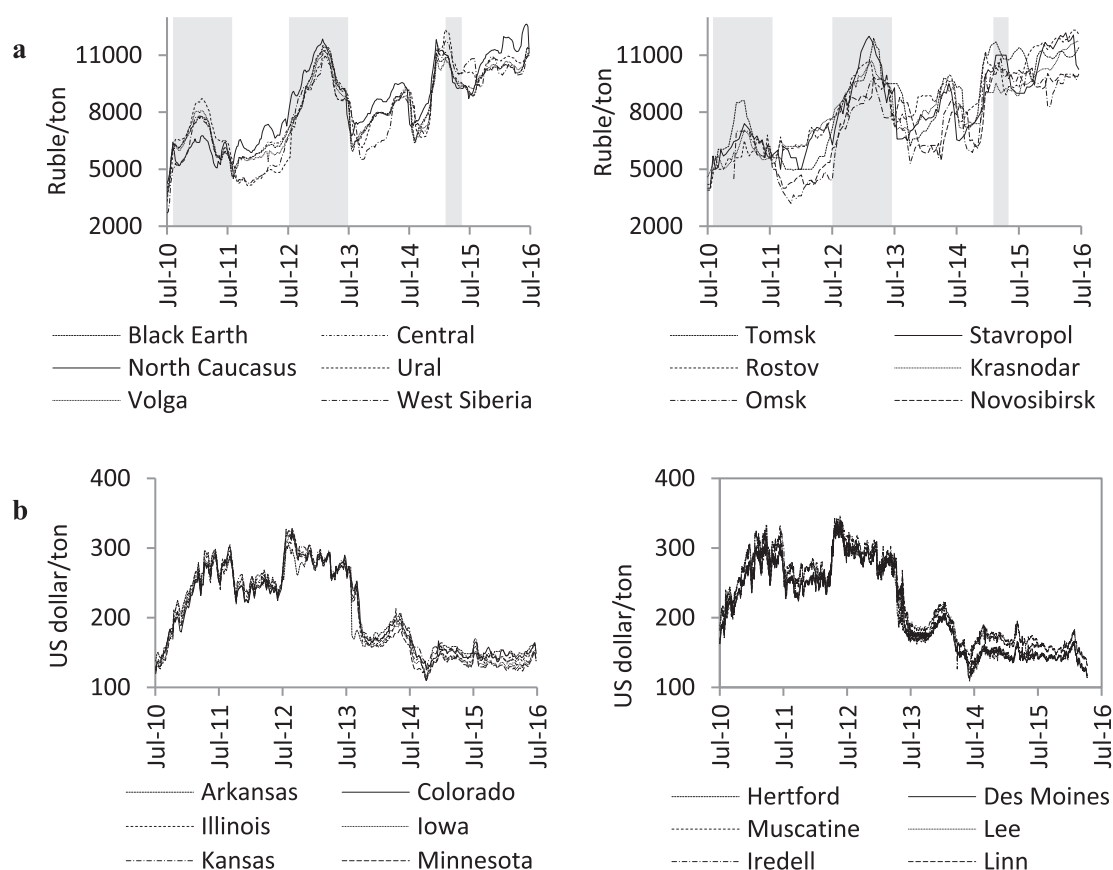 a
Ruble/ton
11000
8000
5000
2000
Jul-10
Jul-11
Jul-12
Jul-13
Jul-14
Jul-15
Jul-16
Black Earth
Central
North Caucasus
Ural
Volga
West Siberia
Ruble/ton
11000
8000
5000
2000
Jul-10
Jul-11
Jul-12
Jul-13
Jul-14
Jul-15
Jul-16
Tomsk
Stavropol
Rostov
Krasnodar
Omsk
Novosibirsk
b
US dollar/ton
400
300
200
100
Jul-10
Jul-11
Jul-12
Jul-13
Jul-14
Jul-15
Jul-16
Arkansas
Colorado
Illinois
Iowa
Kansas
Minnesota
US dollar/ton
400
300
200
100
Jul-10
Jul-11
Jul-12
Jul-13
Jul-14
Jul-15
Jul-16
Hertford
Des Moines
Muscatine
Lee
Iredell
Linn